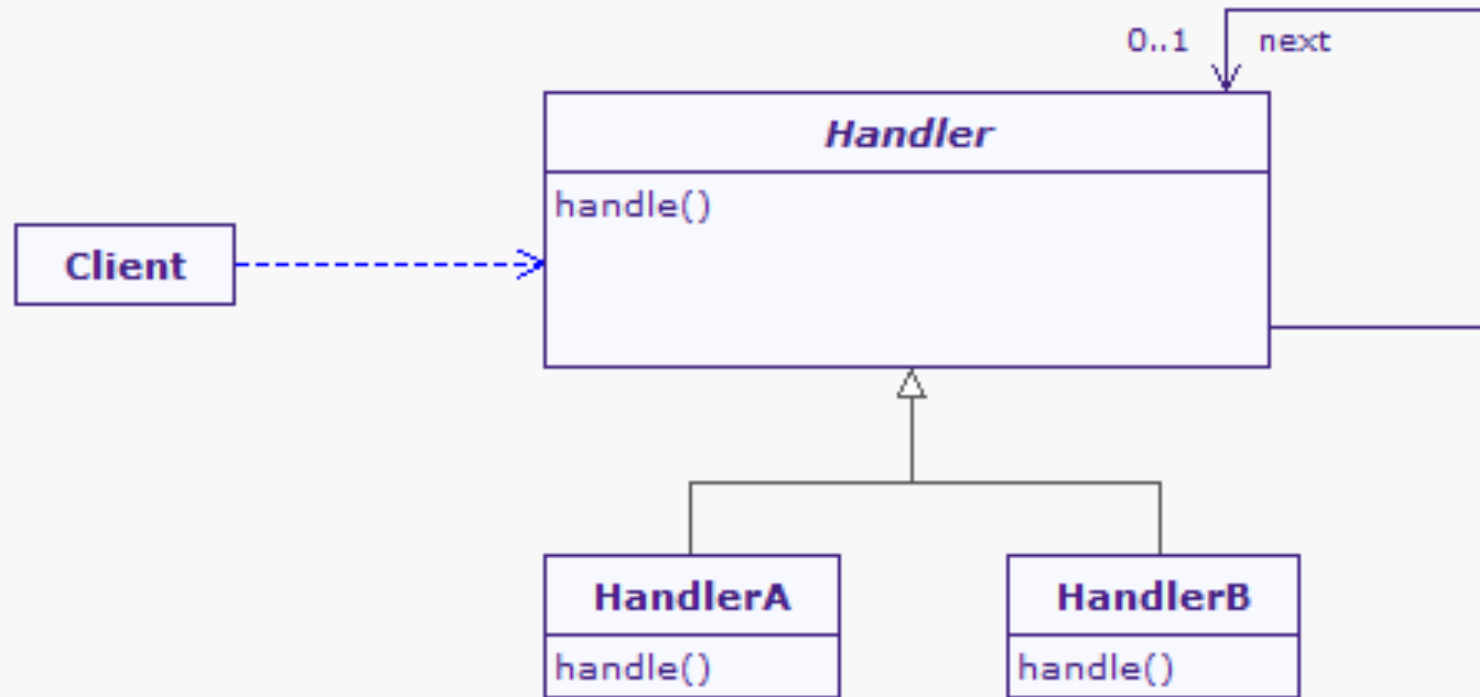 0..1 next
Handler
handle()
Client
HandlerA
HandlerB
handle()
handle()